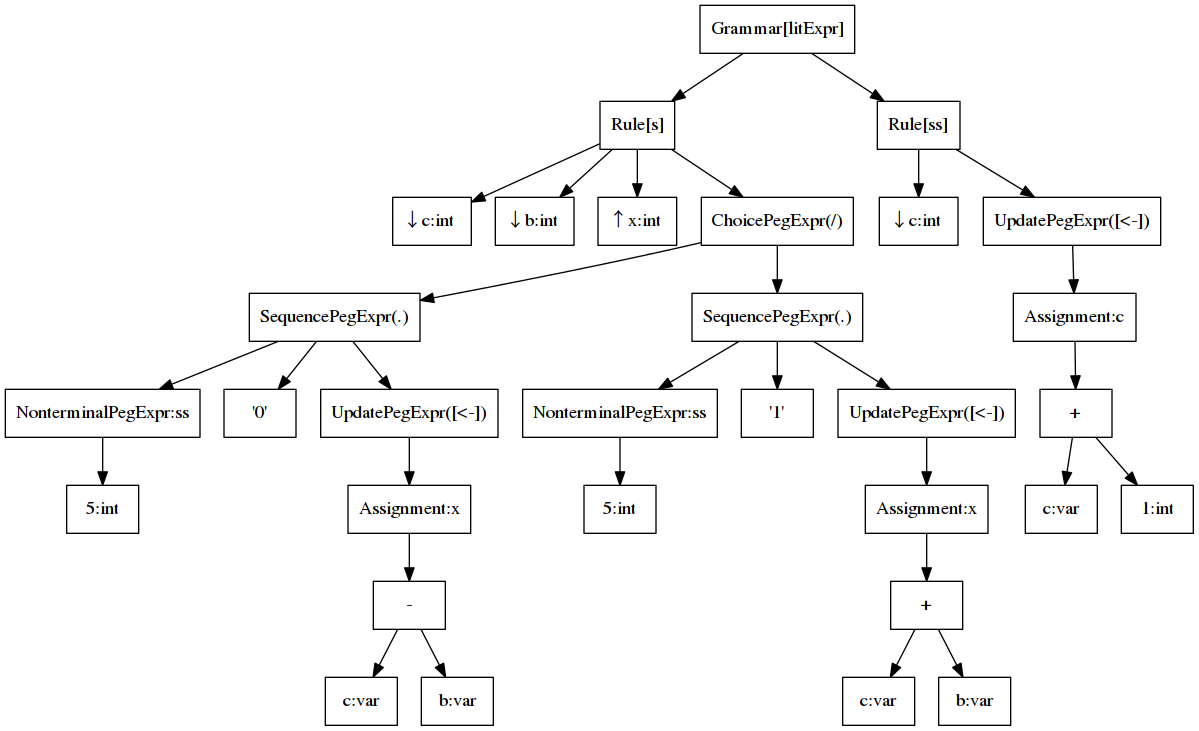 Grammar[litExpr]
Rule[s]
Rule[ss]
↓ c:int
↓ b:int
↑ x:int
ChoicePegExpr(/)
↓ c:int
UpdatePegExpr([<-])
SequencePegExpr(.)
SequencePegExpr(.)
Assignment:c
NonterminalPegExpr:ss
'0'
UpdatePegExpr([<-])
NonterminalPegExpr:ss
'1'
UpdatePegExpr([<-])
+
5:int
Assignment:x
5:int
Assignment:x
c:var
1:int
-
+
c:var
b:var
c:var
b:var